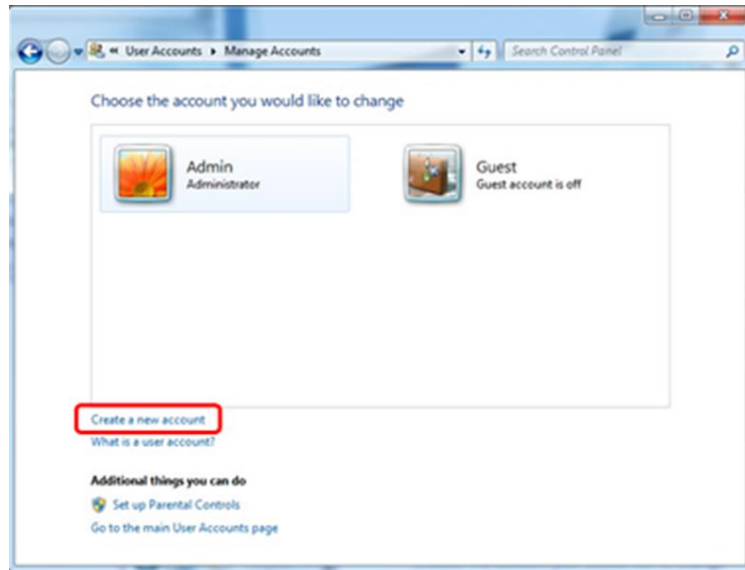 « User Accounts ▸ Manage Accounts
Search Control Panel
Choose the account you would like to change
Admin
Administrator
Guest
Guest account is off
Create a new account
What is a user account?
Additional things you can do
Set up Parental Controls
Go to the main User Accounts page